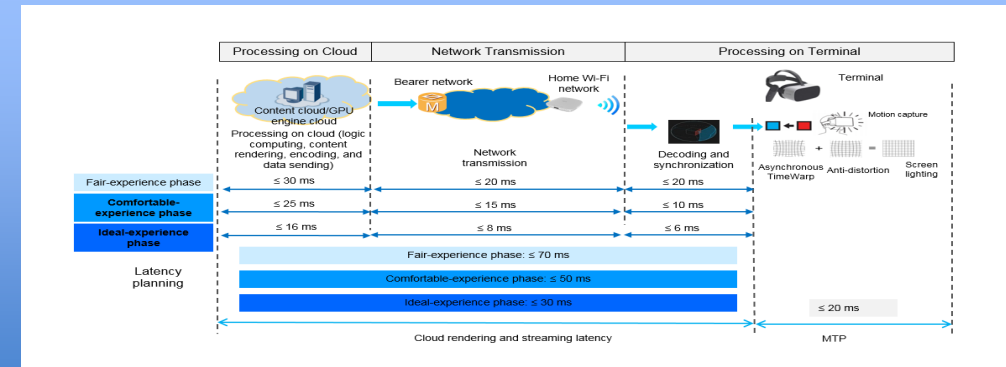 Processing on Cloud
Network Transmission
Processing on Terminal
Bearer network
Home Wi-Fi
network
Terminal
M
Content cloud/GPU
engine cloud
Processing on cloud (logic
computing, content
rendering, encoding, and
data sending)
Network
transmission
Decoding and
synchronization
Motion capture
+
=
Asynchronous
TimeWarp
Anti-distortion
Screen
lighting
Fair-experience phase
≤ 30 ms
≤ 20 ms
≤ 20 ms
Comfortable-
experience phase
≤ 25 ms
≤ 15 ms
≤ 10 ms
Ideal-experience
phase
≤ 16 ms
≤ 8 ms
≤ 6 ms
Latency
planning
Fair-experience phase: ≤ 70 ms
Comfortable-experience phase: ≤ 50 ms
Ideal-experience phase: ≤ 30 ms
≤ 20 ms
Cloud rendering and streaming latency
MTP